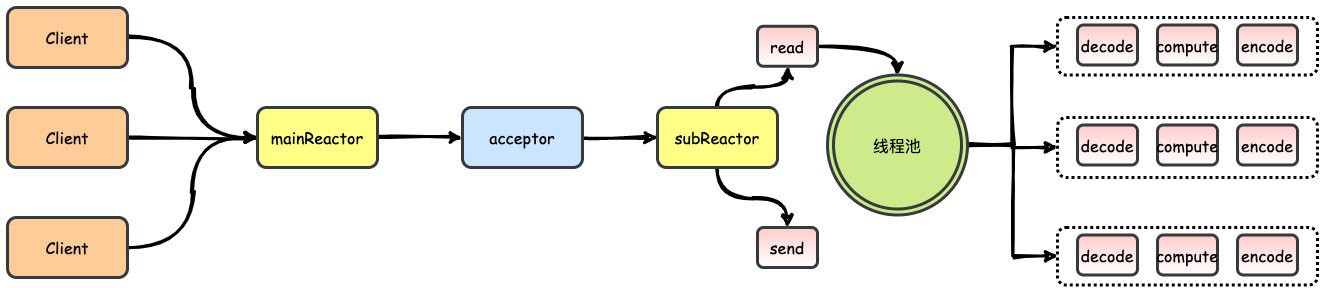 Client
Client
Client
mainReactor
acceptor
subReactor
read
send
线程池
decode compute encode
decode compute encode
decode compute encode